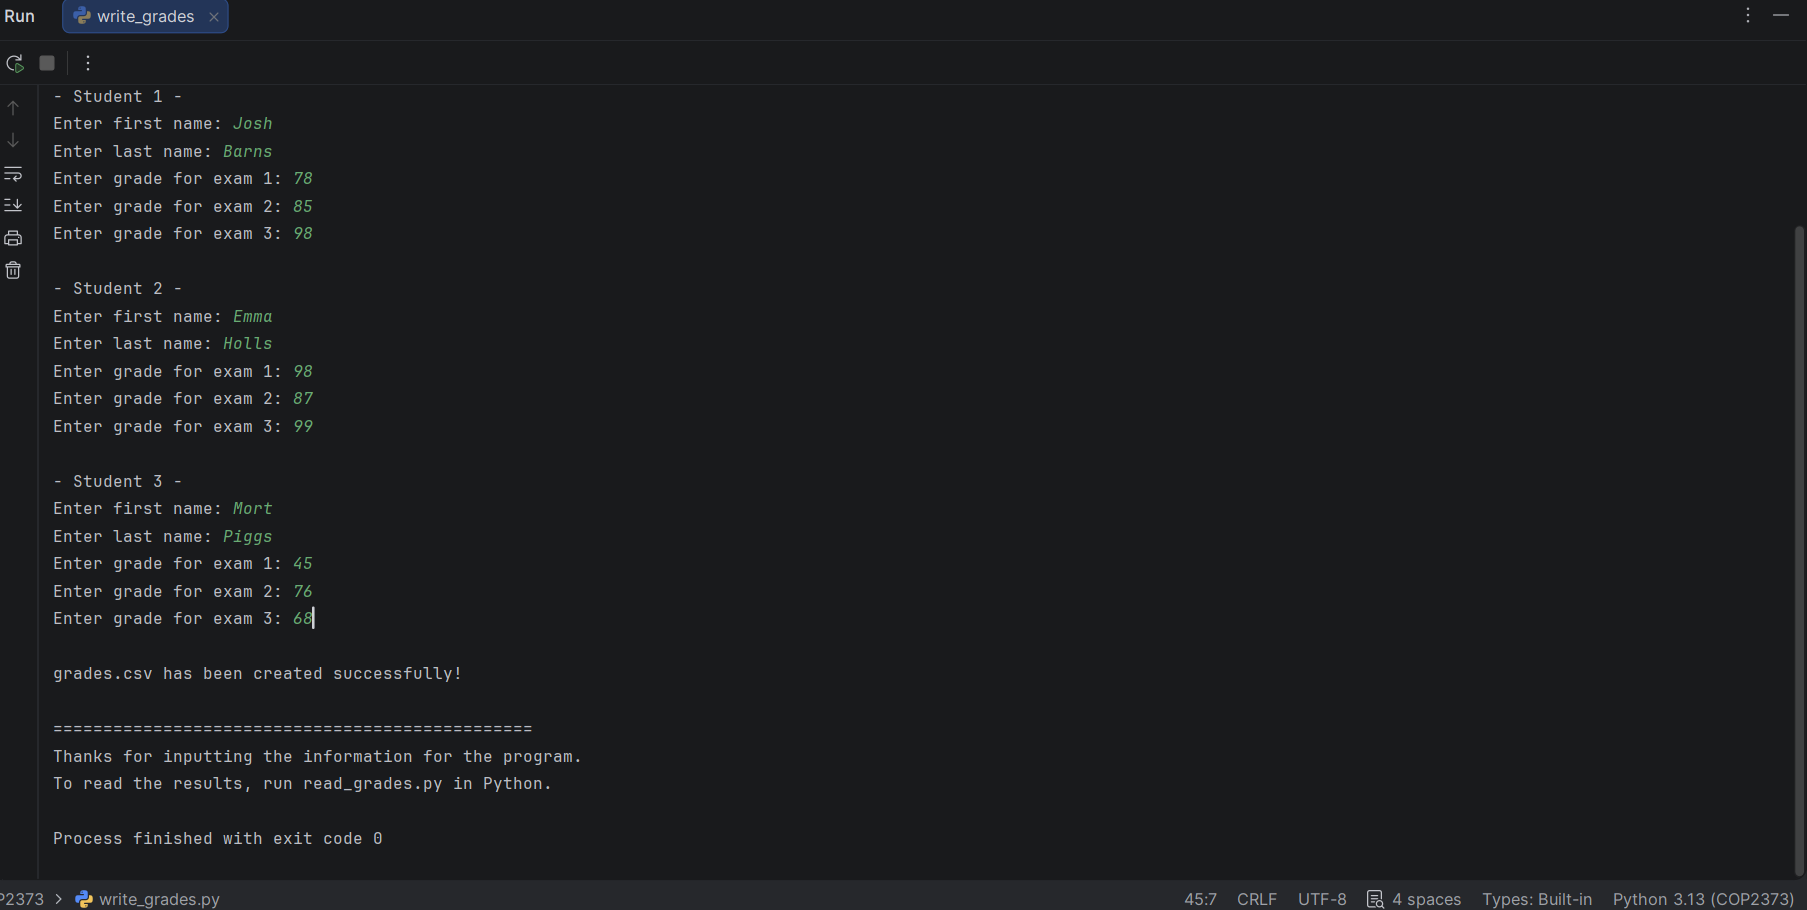 Run write_grades
- Student 1 -
Enter first name: Josh
Enter last name: Barns
Enter grade for exam 1: 78
Enter grade for exam 2: 85
Enter grade for exam 3: 98
- Student 2 -
Enter first name: Emma
Enter last name: Holls
Enter grade for exam 1: 98
Enter grade for exam 2: 87
Enter grade for exam 3: 99
- Student 3 -
Enter first name: Mort
Enter last name: Piggs
Enter grade for exam 1: 45
Enter grade for exam 2: 76
Enter grade for exam 3: 68
grades.csv has been created successfully!
================================================
Thanks for inputting the information for the program.
To read the results, run read_grades.py in Python.
Process finished with exit code 0
P2373 > write_grades.py 45:7 CRLF UTF-8 4 spaces Types: Built-in Python 3.13 (COP2373)